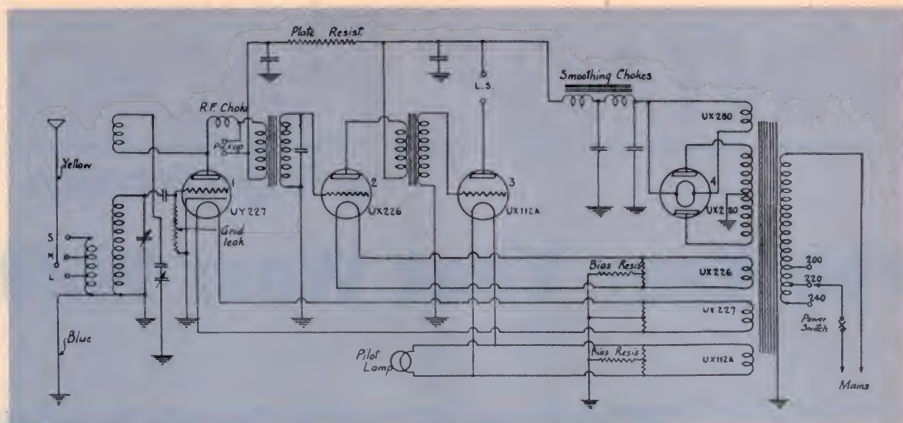 Plate Resist.
Smoothing Chokes
L.S.
R.F. Choke
Pickup
UX280
Yellow
1
2
3
4
UY227
UX226
UX112A
UX280
Grid
leak
S
M
L
Bias Resis
UX226
200
220
240
UY227
Power
Switch
Blue
Pilot
Lamp
Bias Resis
UX112A
Mains